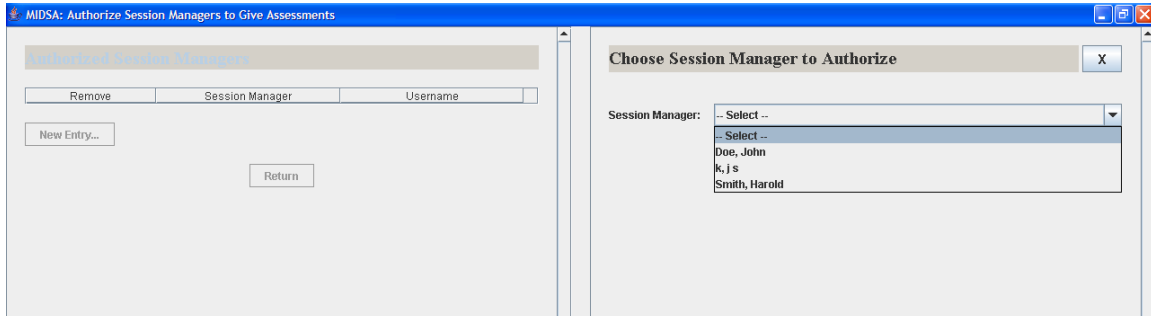 MIDSA: Authorize Session Managers to Give Assessments
Authorized Session Managers
Remove Session Manager Username
New Entry...
Return
Choose Session Manager to Authorize
X
Session Manager: -- Select --
-- Select --
Doe, John
k, j s
Smith, Harold